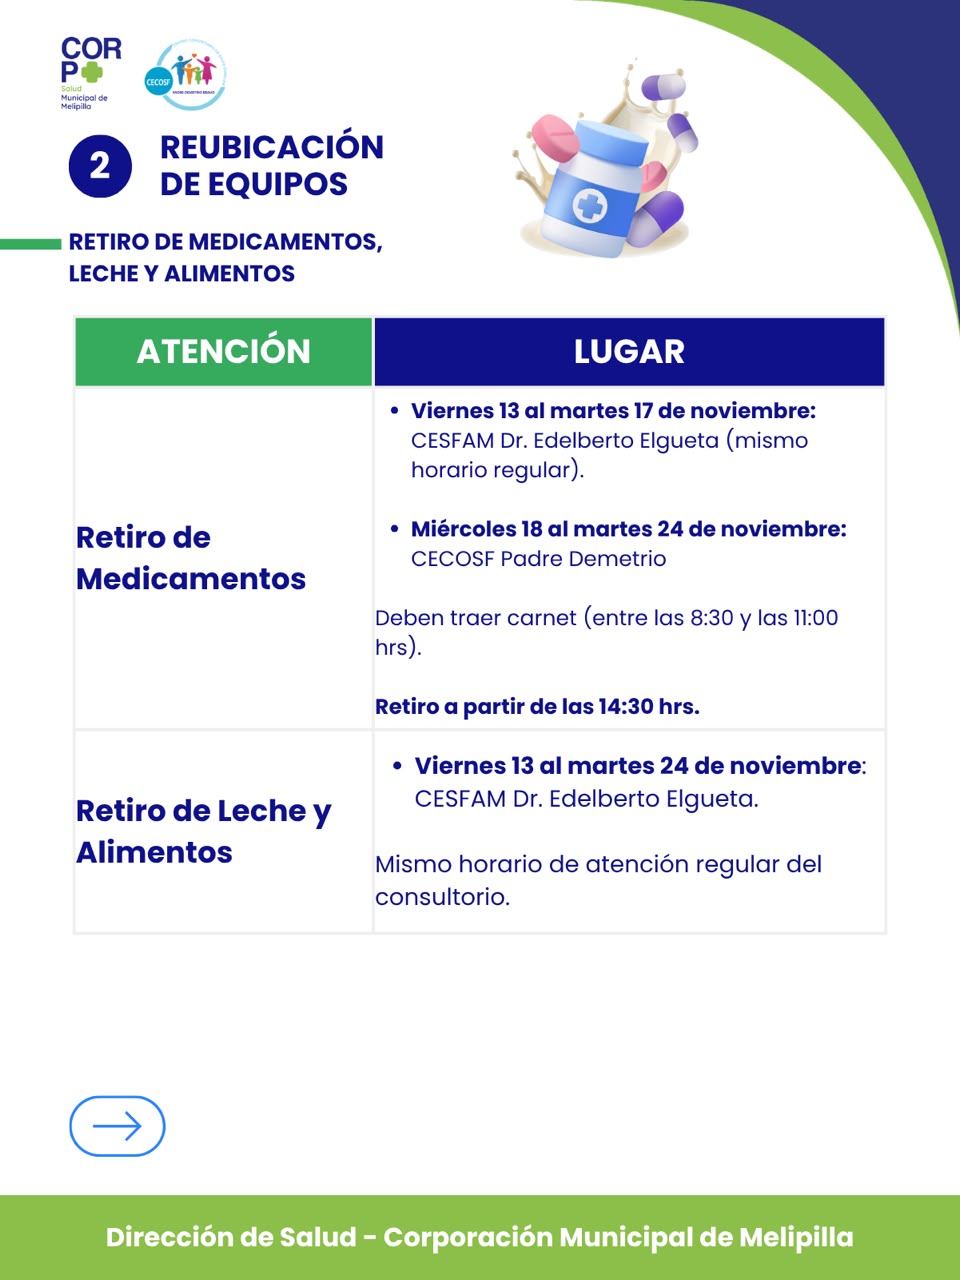 COR
P
Salud
Municipal de
Melipilla
CECOSF
PADRE DEMETRIO BRAVO
2
REUBICACIÓN
DE EQUIPOS
RETIRO DE MEDICAMENTOS,
LECHE Y ALIMENTOS
ATENCIÓN
LUGAR
Retiro de
Medicamentos
• Viernes 13 al martes 17 de noviembre:
CESFAM Dr. Edelberto Elgueta (mismo
horario regular).
• Miércoles 18 al martes 24 de noviembre:
CECOSF Padre Demetrio
Deben traer carnet (entre las 8:30 y las 11:00
hrs).
Retiro a partir de las 14:30 hrs.
Retiro de Leche y
Alimentos
• Viernes 13 al martes 24 de noviembre:
CESFAM Dr. Edelberto Elgueta.
Mismo horario de atención regular del
consultorio.
Dirección de Salud - Corporación Municipal de Melipilla